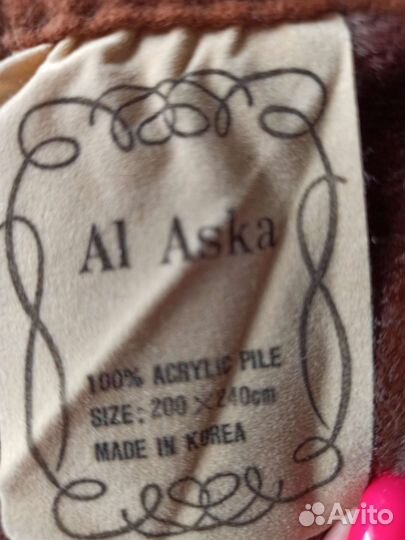 Al Aska
100% ACRYLIC PILE
SIZE: 200 × 240cm
MADE IN KOREA
Avito